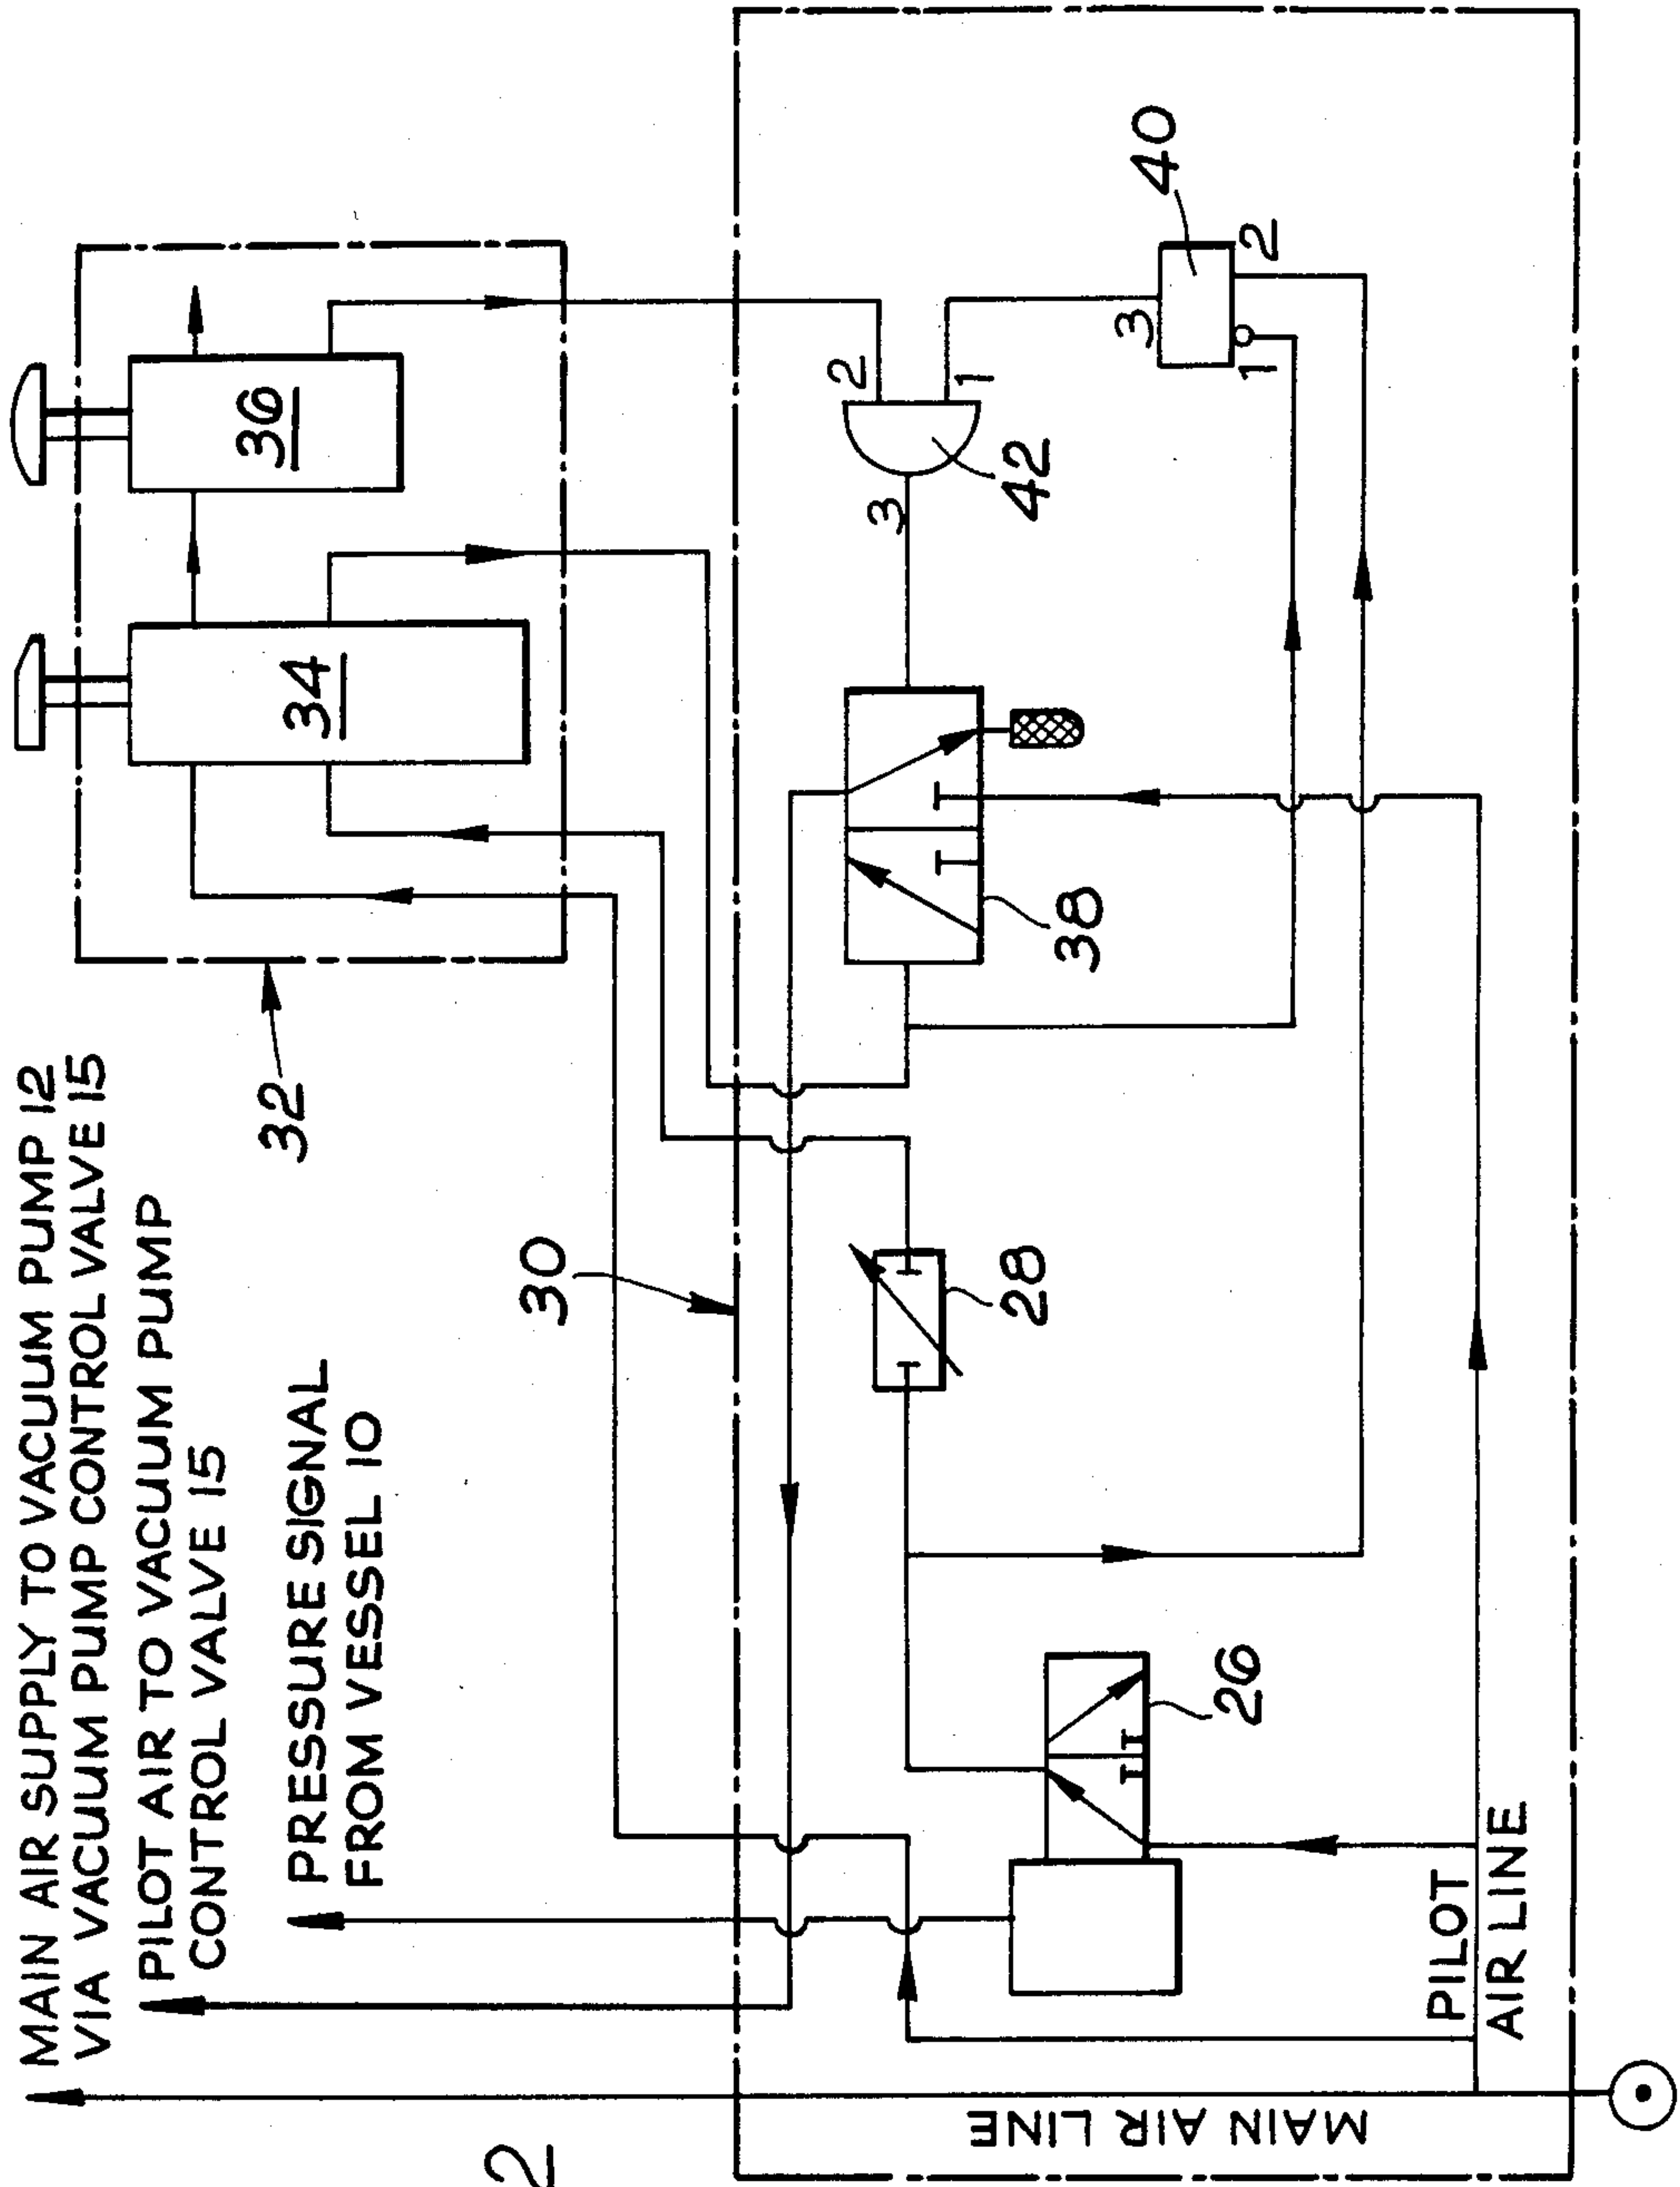 MAIN AIR SUPPLY TO VACUUM PUMP 12
VIA VACUUM PUMP CONTROL VALVE 15
PILOT AIR TO VACUUM PUMP
CONTROL VALVE 15
PRESSURE SIGNAL
FROM VESSEL 10
32
34
36
30
2
3
2
1
42
38
28
26
3
40
1
2
PILOT
AIR LINE
MAIN AIR LINE